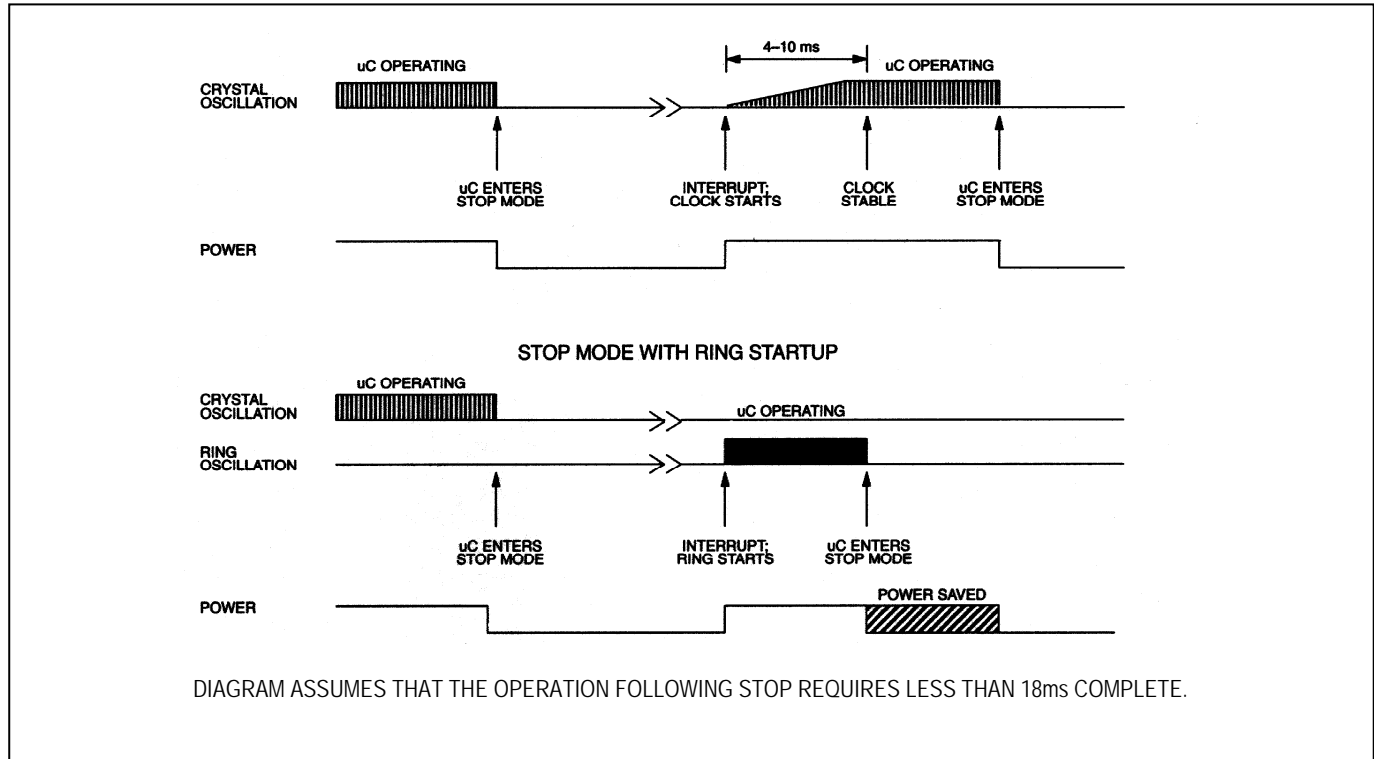 4–10 ms
uC OPERATING
uC OPERATING
CRYSTAL
OSCILLATION
uC ENTERS
STOP MODE
INTERRUPT;
CLOCK STARTS
CLOCK
STABLE
uC ENTERS
STOP MODE
POWER
STOP MODE WITH RING STARTUP
uC OPERATING
CRYSTAL
OSCILLATION
uC OPERATING
RING
OSCILLATION
uC ENTERS
STOP MODE
INTERRUPT;
RING STARTS
uC ENTERS
STOP MODE
POWER
POWER SAVED
DIAGRAM ASSUMES THAT THE OPERATION FOLLOWING STOP REQUIRES LESS THAN 18ms COMPLETE.